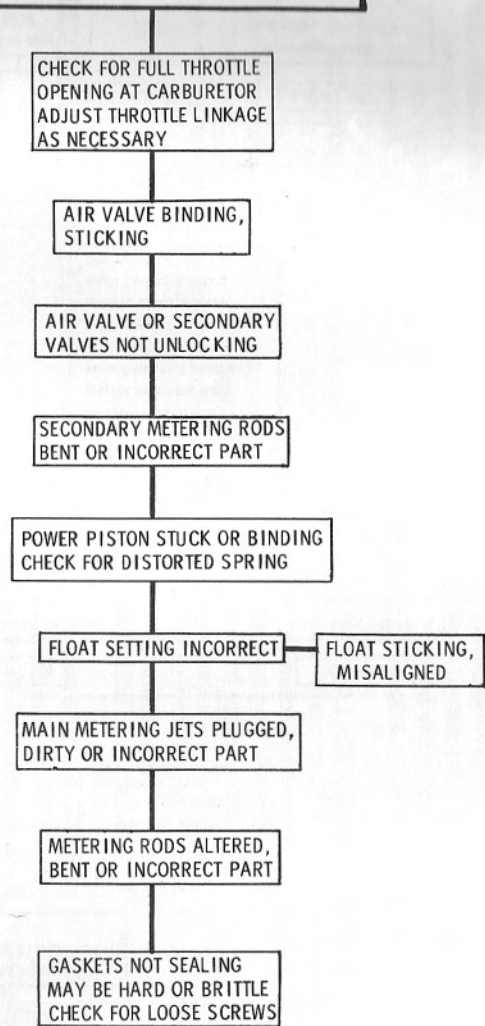 CHECK FOR FULL THROTTLE
OPENING AT CARBURETOR
ADJUST THROTTLE LINKAGE
AS NECESSARY
AIR VALVE BINDING,
STICKING
AIR VALVE OR SECONDARY
VALVES NOT UNLOCKING
SECONDARY METERING RODS
BENT OR INCORRECT PART
POWER PISTON STUCK OR BINDING
CHECK FOR DISTORTED SPRING
FLOAT SETTING INCORRECT
FLOAT STICKING,
MISALIGNED
MAIN METERING JETS PLUGGED,
DIRTY OR INCORRECT PART
METERING RODS ALTERED,
BENT OR INCORRECT PART
GASKETS NOT SEALING
MAY BE HARD OR BRITTLE
CHECK FOR LOOSE SCREWS